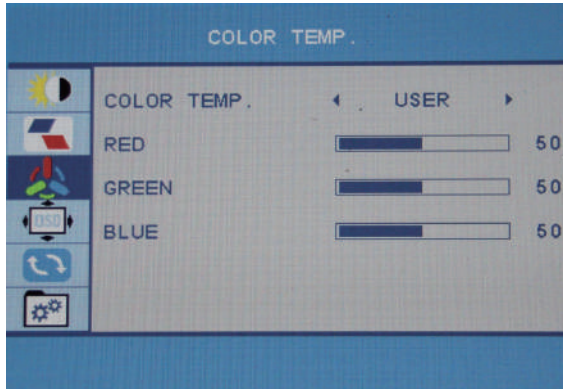 COLOR TEMP.
COLOR TEMP. USER
RED 50
GREEN 50
BLUE 50
OSD